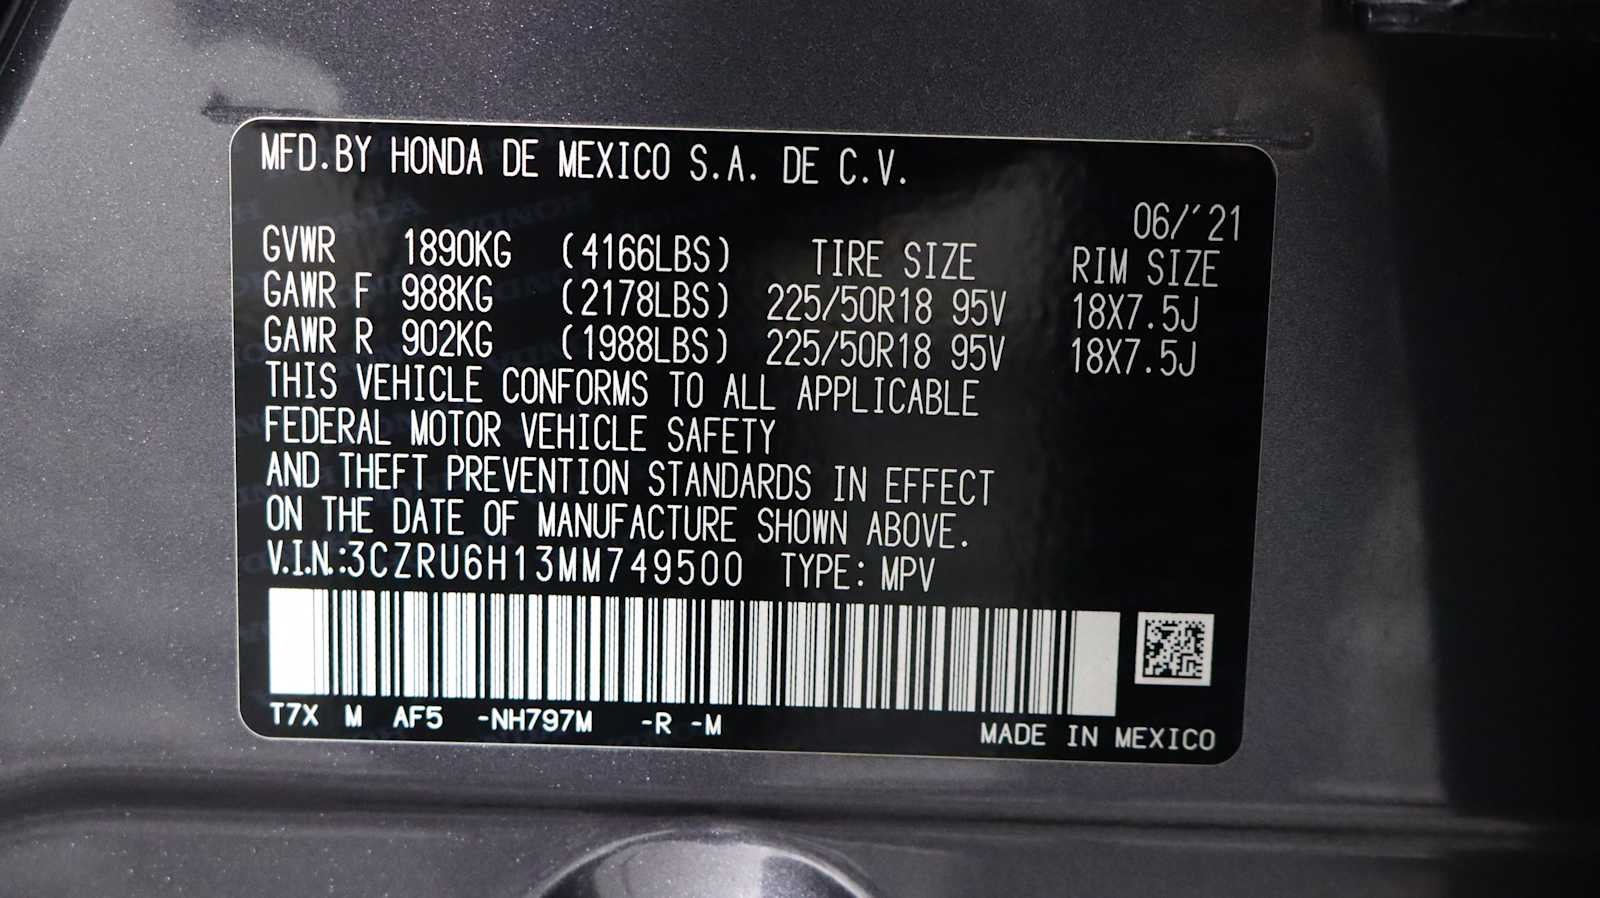 MFD.BY HONDA DE MEXICO S.A. DE C.V.
06/'21
GVWR 1890KG (4166LBS) TIRE SIZE RIM SIZE
GAWR F 988KG (2178LBS) 225/50R18 95V 18X7.5J
GAWR R 902KG (1988LBS) 225/50R18 95V 18X7.5J
THIS VEHICLE CONFORMS TO ALL APPLICABLE
FEDERAL MOTOR VEHICLE SAFETY
AND THEFT PREVENTION STANDARDS IN EFFECT
ON THE DATE OF MANUFACTURE SHOWN ABOVE.
V.I.N.:3CZRU6H13MM749500 TYPE: MPV
T7X M AF5 -NH797M -R -M
MADE IN MEXICO